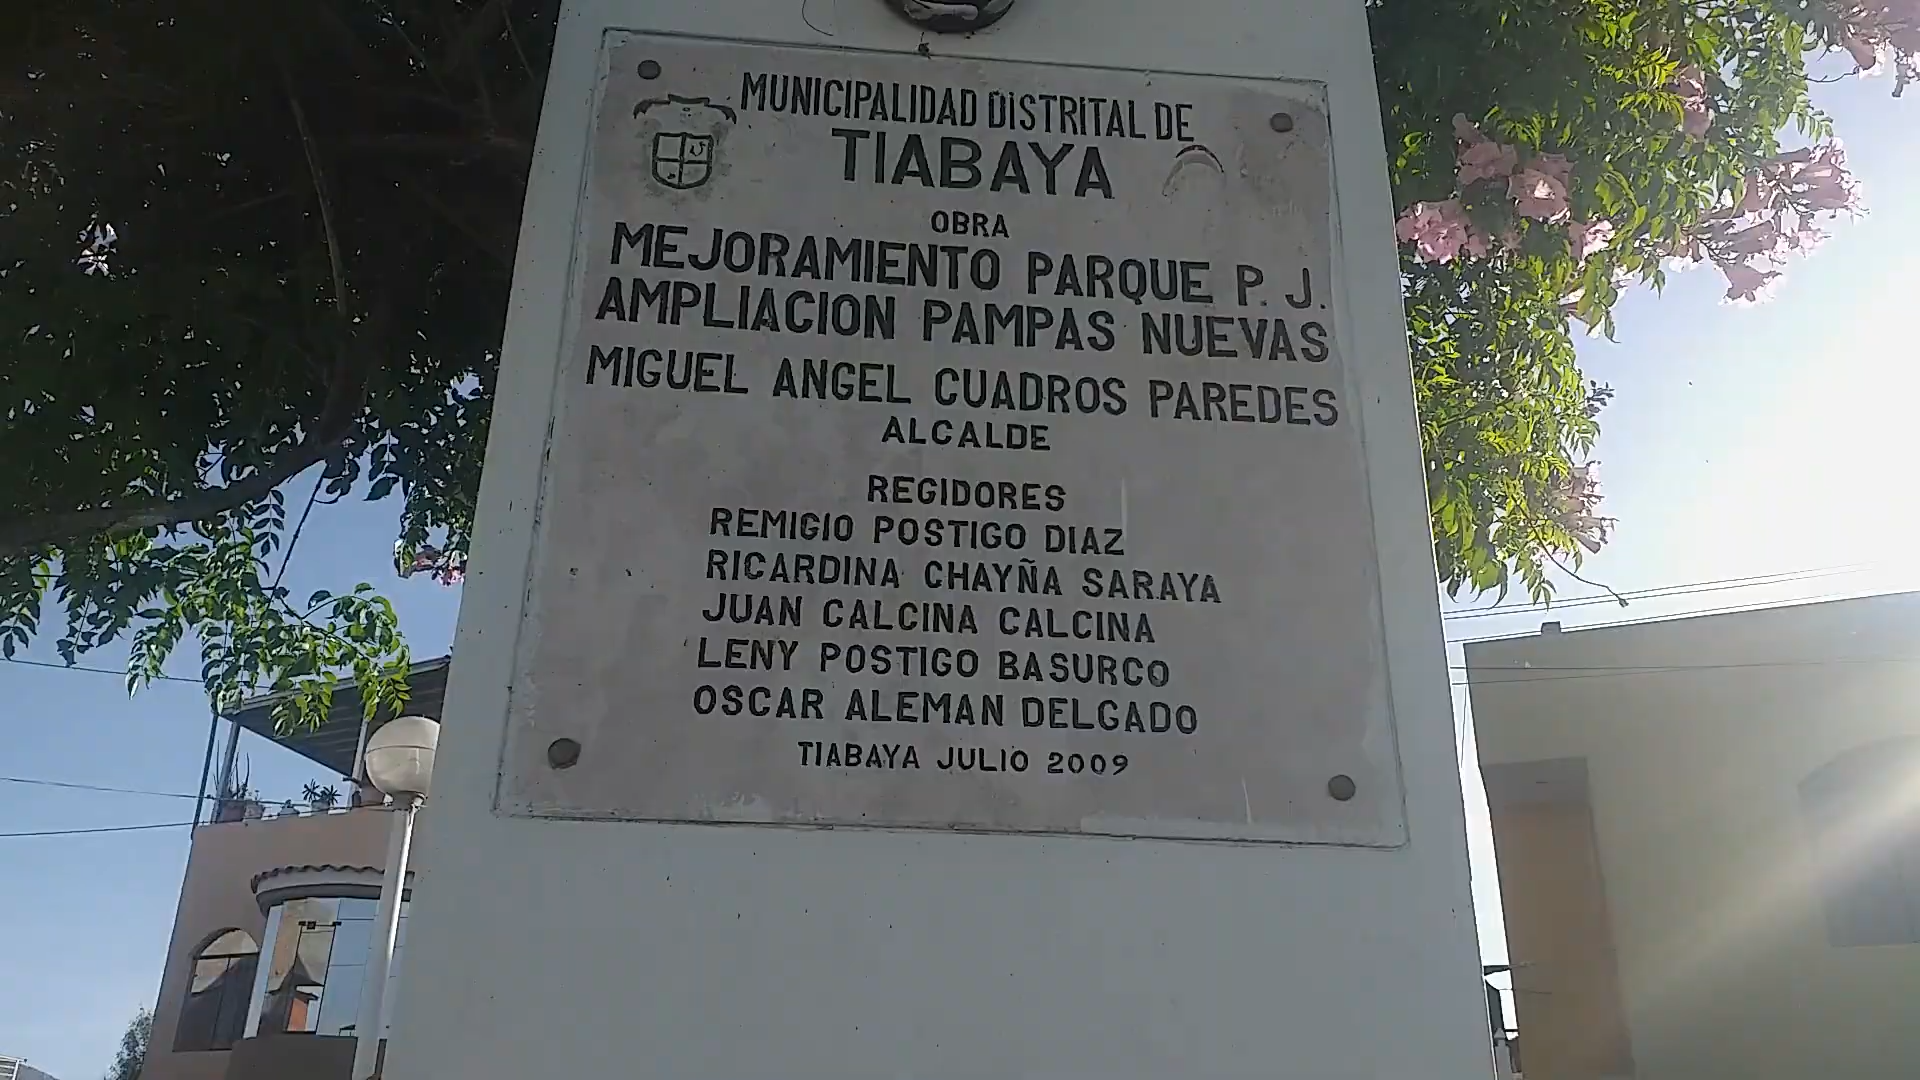 MUNICIPALIDAD DISTRITAL DE
TIABAYA
OBRA
MEJORAMIENTO PARQUE P. J.
AMPLIACION PAMPAS NUEVAS
MIGUEL ANGEL CUADROS PAREDES
ALCALDE
REGIDORES
REMIGIO POSTIGO DIAZ
RICARDINA CHAYÑA SARAYA
JUAN CALCINA CALCINA
LENY POSTIGO BASURCO
OSCAR ALEMAN DELGADO
TIABAYA JULIO 2009